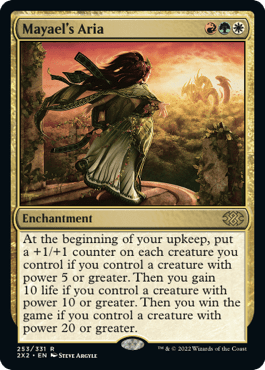 Mayael's Aria
Enchantment
At the beginning of your upkeep, put
a +1/+1 counter on each creature you
control if you control a creature with
power 5 or greater. Then you gain
10 life if you control a creature with
power 10 or greater. Then you win the
game if you control a creature with
power 20 or greater.
253/331 R
2X2 • EN Steve Argyle
™ & © 2022 Wizards of the Coast